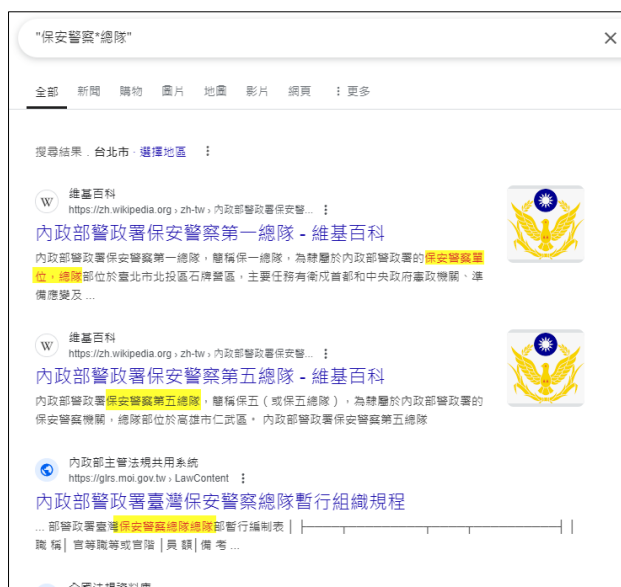 "保安警察*總隊"
全部 新聞 購物 圖片 地圖 影片 網頁 ⋮ 更多
搜尋結果．台北市．選擇地區 ⋮
W 維基百科
https://zh.wikipedia.org › zh-tw › 內政部警政署保安警... ⋮
內政部警政署保安警察第一總隊 - 維基百科
內政部警政署保安警察第一總隊，簡稱保一總隊，為隸屬於內政部警政署的保安警察單
位，總隊部位於臺北市北投區石牌營區，主要任務有衛戍首都和中央政府憲政機關、準
備應變及 ...
W 維基百科
https://zh.wikipedia.org › zh-tw › 內政部警政署保安警... ⋮
內政部警政署保安警察第五總隊 - 維基百科
內政部警政署保安警察第五總隊，簡稱保五（或保五總隊），為隸屬於內政部警政署的
保安警察機關，總隊部位於高雄市仁武區。 內政部警政署保安警察第五總隊
內政部主管法規共用系統
https://glrs.moi.gov.tw › LawContent ⋮
內政部警政署臺灣保安警察總隊暫行組織規程
... 部警政署臺灣保安警察總隊總隊部暫行編制表 | ├────┬────────┬────┬─────────┤ |
職 稱│ 官等職等或官階 │員 額│備 考 ...